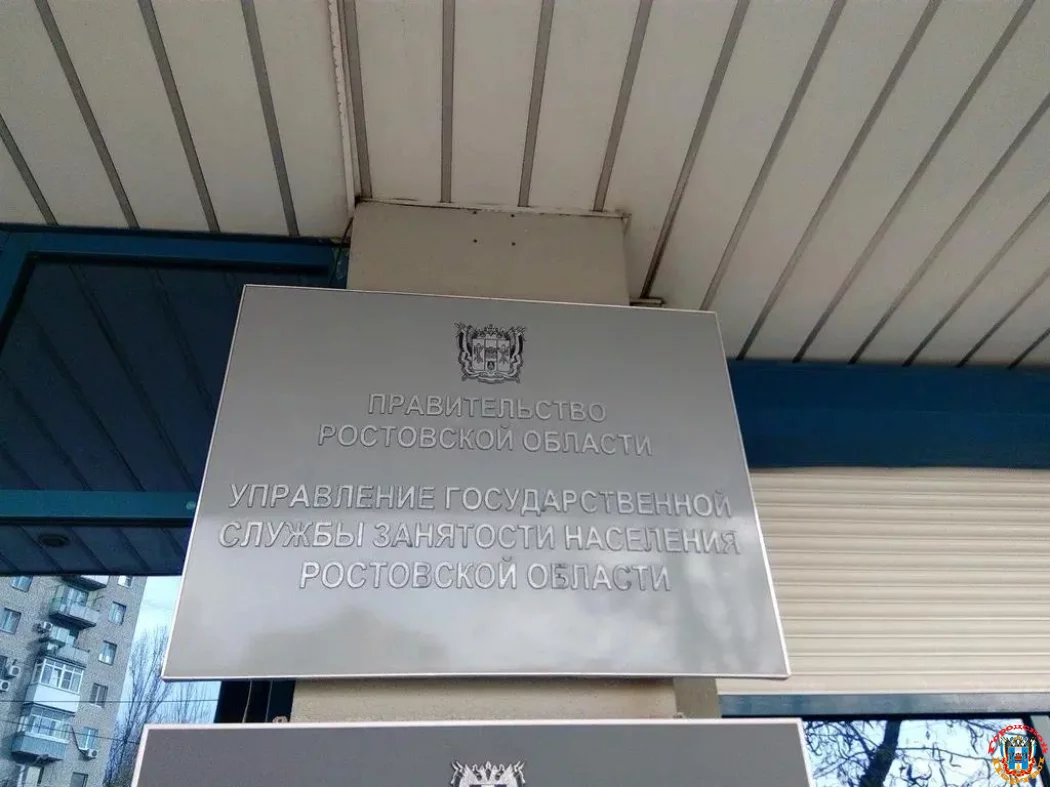 ПРАВИТЕЛЬСТВО
РОСТОВСКОЙ ОБЛАСТИ
УПРАВЛЕНИЕ ГОСУДАРСТВЕННОЙ
СЛУЖБЫ ЗАНЯТОСТИ НАСЕЛЕНИЯ
РОСТОВСКОЙ ОБЛАСТИ